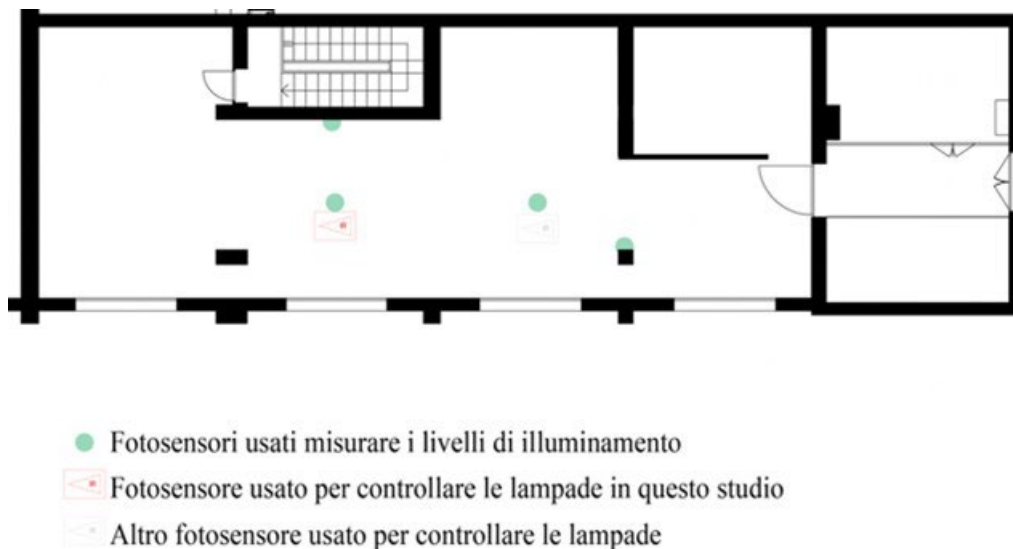 Fotosensori usati misurare i livelli di illuminamento
Fotosensore usato per controllare le lampade in questo studio
Altro fotosensore usato per controllare le lampade